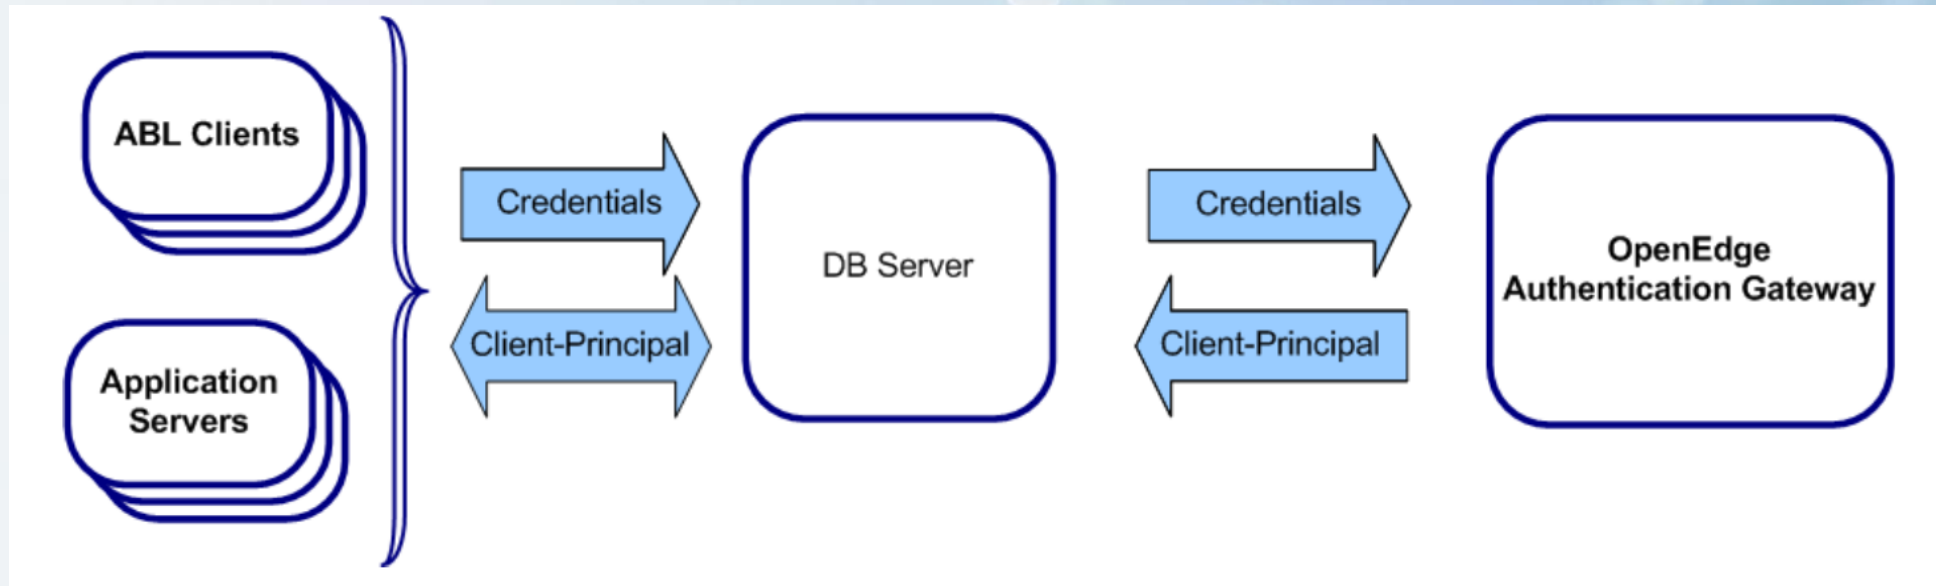 ABL Clients
Application
Servers
Credentials
Client-Principal
DB Server
Credentials
Client-Principal
OpenEdge
Authentication Gateway